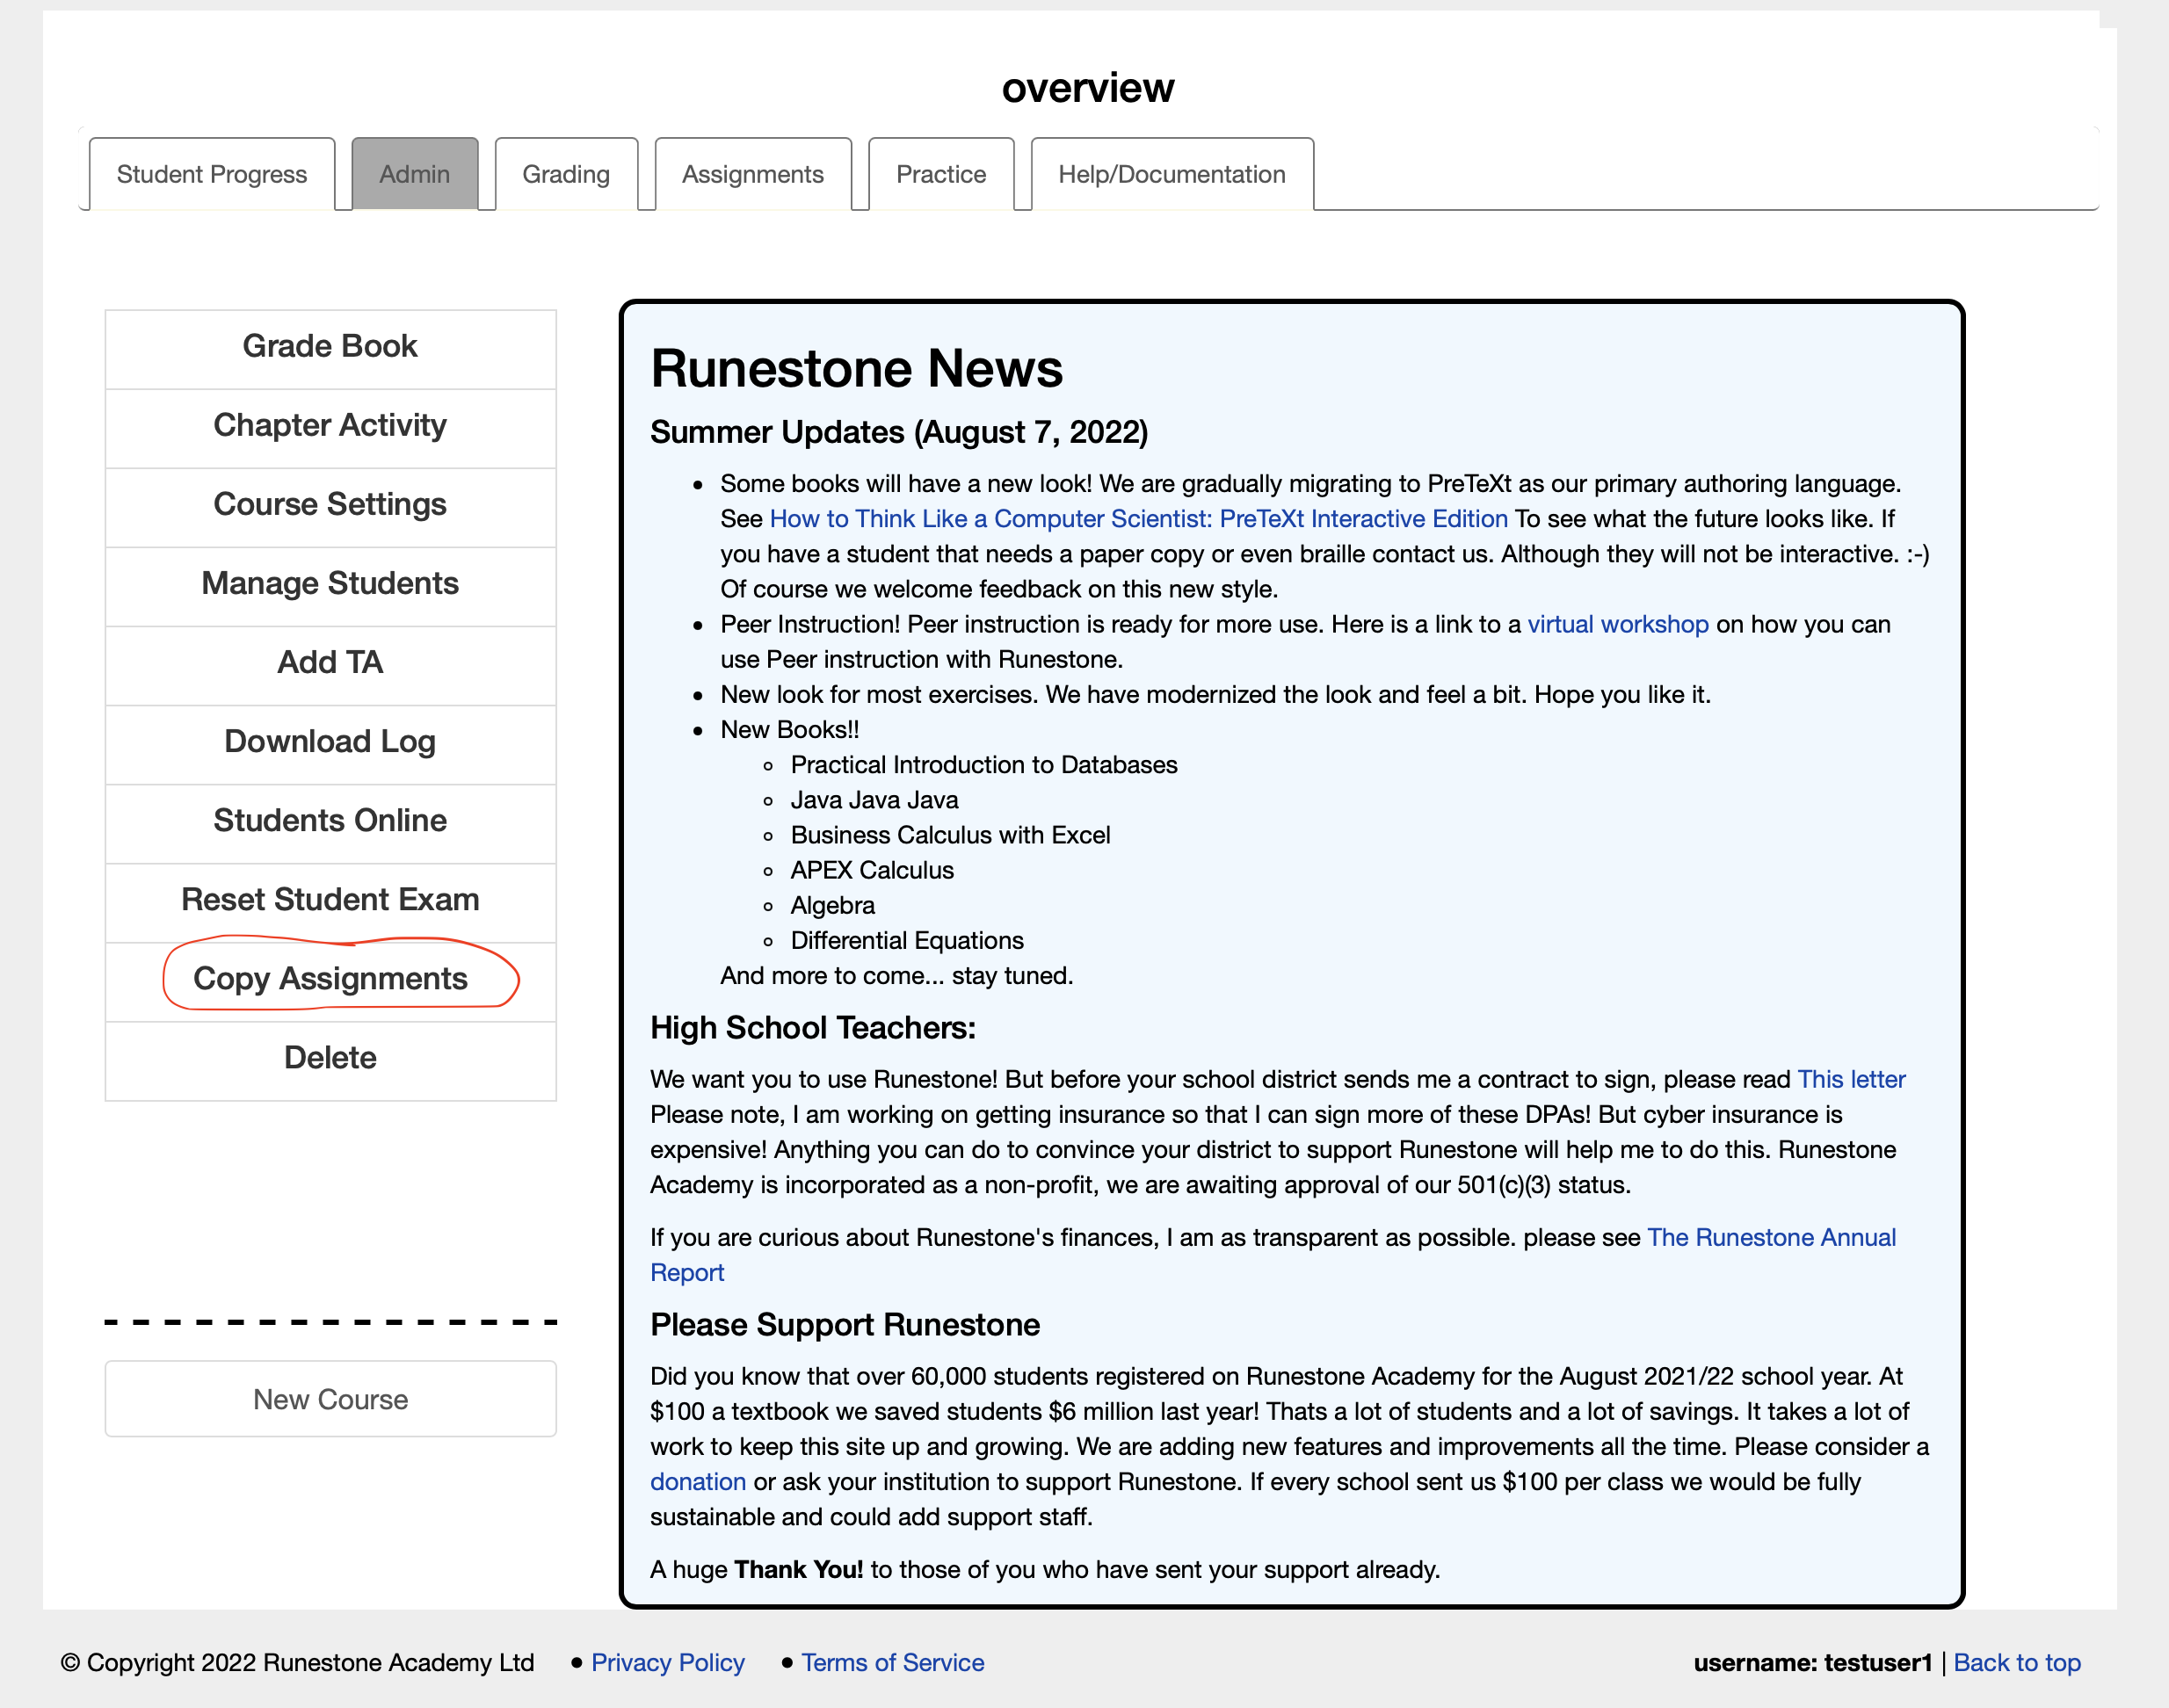 overview
Student Progress Admin Grading Assignments Practice Help/Documentation
Grade Book
Chapter Activity
Course Settings
Manage Students
Add TA
Download Log
Students Online
Reset Student Exam
Copy Assignments
Delete
New Course
Runestone News
Summer Updates (August 7, 2022)
Some books will have a new look! We are gradually migrating to PreTeXt as our primary authoring language.
See How to Think Like a Computer Scientist: PreTeXt Interactive Edition To see what the future looks like. If
you have a student that needs a paper copy or even braille contact us. Although they will not be interactive. :-)
Of course we welcome feedback on this new style.
Peer Instruction! Peer instruction is ready for more use. Here is a link to a virtual workshop on how you can
use Peer instruction with Runestone.
New look for most exercises. We have modernized the look and feel a bit. Hope you like it.
New Books!!
Practical Introduction to Databases
Java Java Java
Business Calculus with Excel
APEX Calculus
Algebra
Differential Equations
And more to come... stay tuned.
High School Teachers:
We want you to use Runestone! But before your school district sends me a contract to sign, please read This letter
Please note, I am working on getting insurance so that I can sign more of these DPAs! But cyber insurance is
expensive! Anything you can do to convince your district to support Runestone will help me to do this. Runestone
Academy is incorporated as a non-profit, we are awaiting approval of our 501(c)(3) status.
If you are curious about Runestone's finances, I am as transparent as possible. please see The Runestone Annual
Report
Please Support Runestone
Did you know that over 60,000 students registered on Runestone Academy for the August 2021/22 school year. At
$100 a textbook we saved students $6 million last year! Thats a lot of students and a lot of savings. It takes a lot of
work to keep this site up and growing. We are adding new features and improvements all the time. Please consider a
donation or ask your institution to support Runestone. If every school sent us $100 per class we would be fully
sustainable and could add support staff.
A huge Thank You! to those of you who have sent your support already.
© Copyright 2022 Runestone Academy Ltd • Privacy Policy • Terms of Service username: testuser1 | Back to top